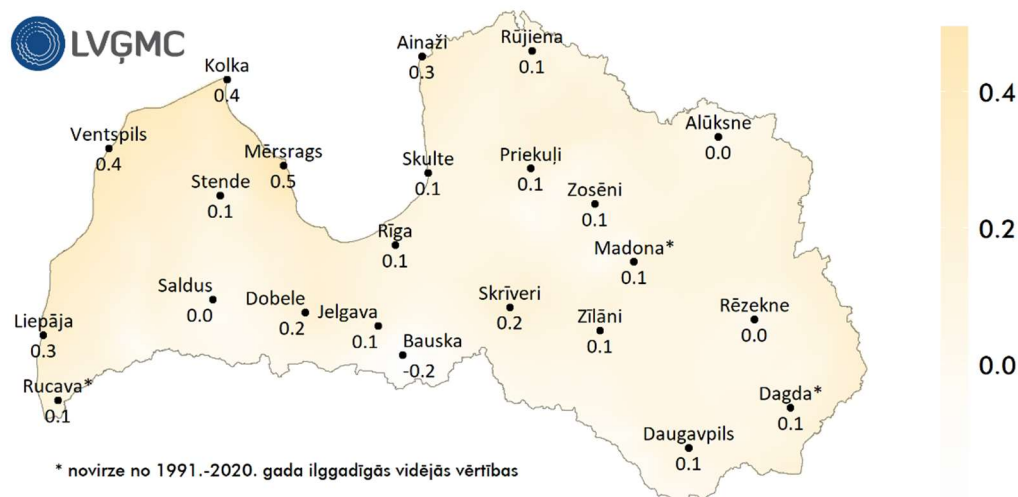 LVĢMC
Ainaži
0.3
Rūjiena
0.1
Kolka
0.4
0.4
Alūksne
0.0
Ventspils
0.4
Mērsrags
0.5
Skulte
0.1
Priekuļi
0.1
Stende
0.1
Zosēni
0.1
0.2
Rīga
0.1
Madona*
0.1
Saldus
0.0
Dobele
0.2
Jelgava
0.1
Skrīveri
0.2
Zīlāni
0.1
Rēzekne
0.0
Liepāja
0.3
Bauska
-0.2
0.0
Rucava*
0.1
Dagda*
0.1
Daugavpils
0.1
* novirze no 1991.-2020. gada ilggadīgās vidējās vērtības